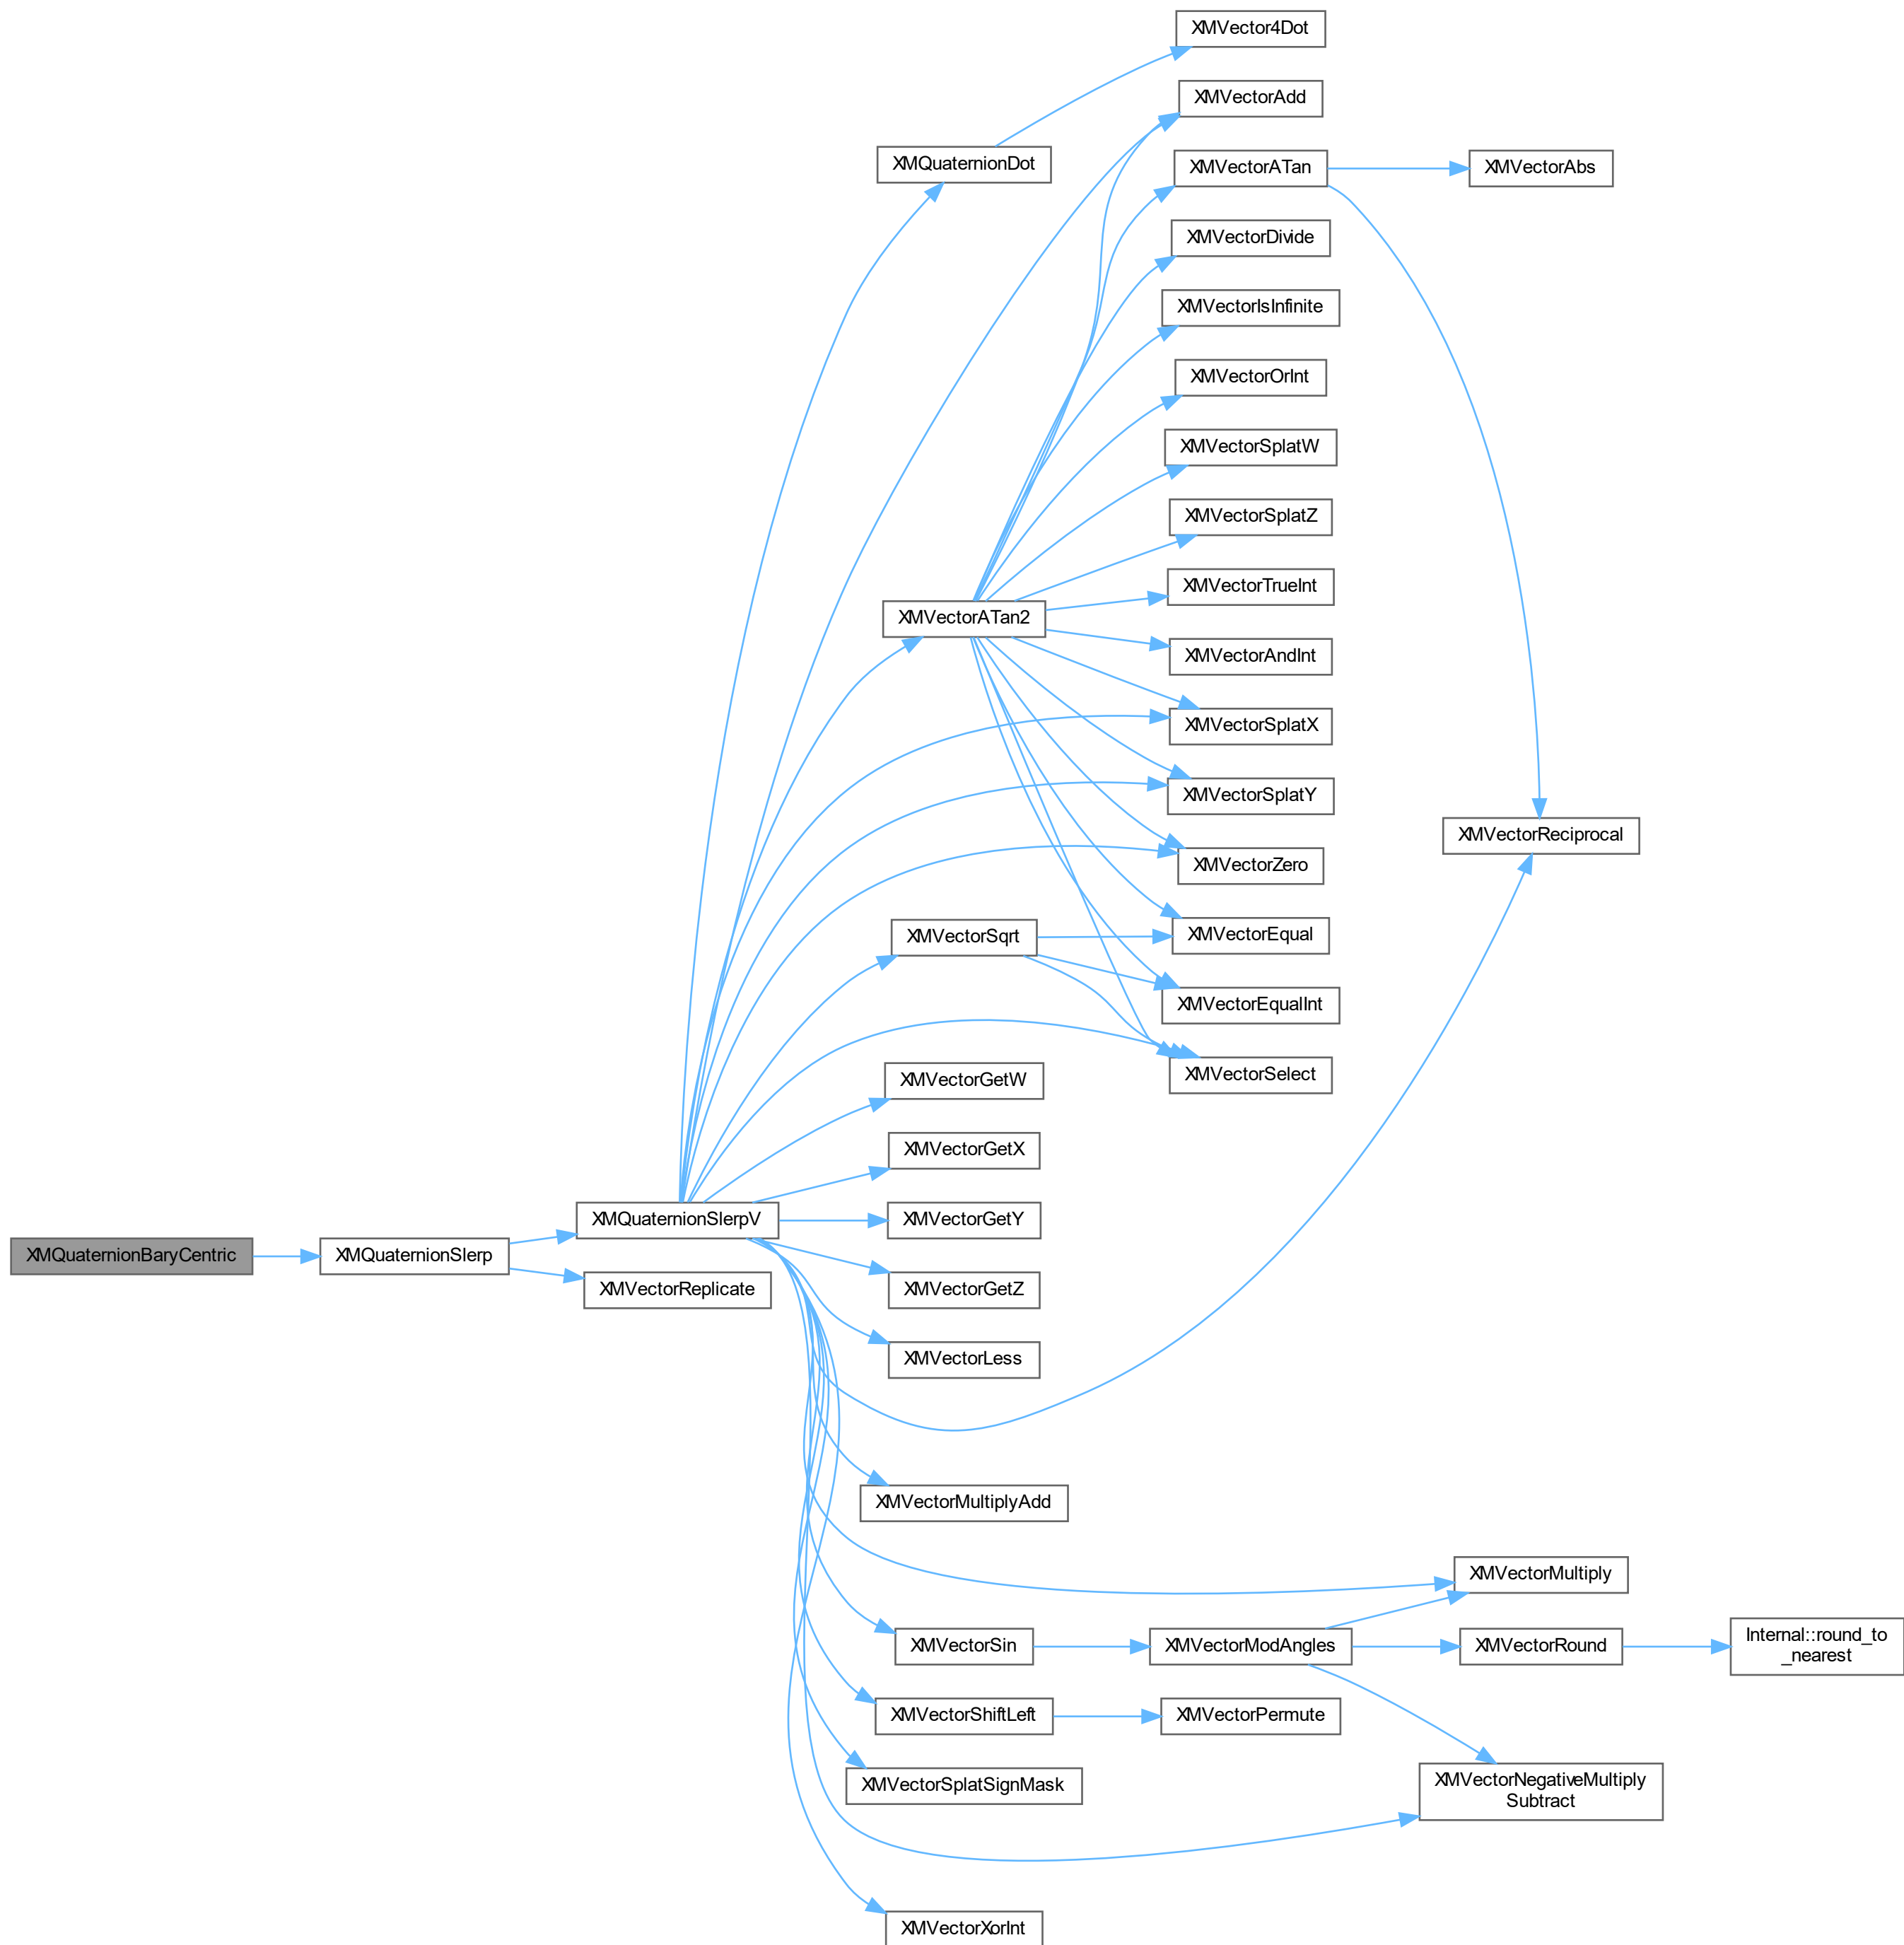 XMVector4Dot
XMVectorAdd
XMQuaternionDot
XMVectorATan
XMVectorAbs
XMVectorDivide
XMVectorIsInfinite
XMVectorOrInt
XMVectorSplatW
XMVectorSplatZ
XMVectorTrueInt
XMVectorATan2
XMVectorAndInt
XMVectorSplatX
XMVectorSplatY
XMVectorReciprocal
XMVectorZero
XMVectorSqrt
XMVectorEqual
XMVectorEqualInt
XMVectorSelect
XMVectorGetW
XMVectorGetX
XMQuaternionSlerpV
XMVectorGetY
XMQuaternionBaryCentric
XMQuaternionSlerp
XMVectorReplicate
XMVectorGetZ
XMVectorLess
XMVectorMultiplyAdd
XMVectorMultiply
XMVectorSin
XMVectorModAngles
XMVectorRound
Internal::round_to
_nearest
XMVectorShiftLeft
XMVectorPermute
XMVectorSplatSignMask
XMVectorNegativeMultiply
Subtract
XMVectorXorInt